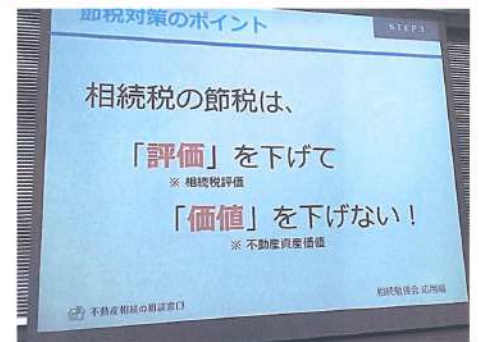 節税対策のポイント
STEP3
相続税の節税は、
「評価」を下げて
※ 相続税評価
「価値」を下げない！
※ 不動産資産価値
相続勉強会 応用編
不動産相続の相談窓口